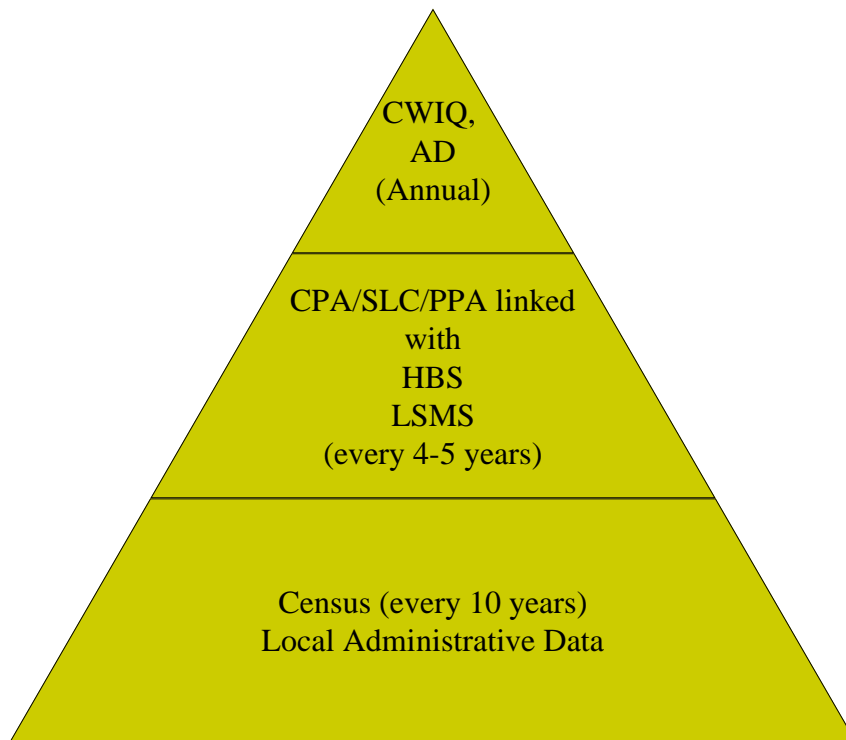 CWIQ,
AD
(Annual)
CPA/SLC/PPA linked
with
HBS
LSMS
(every 4-5 years)
Census (every 10 years)
Local Administrative Data